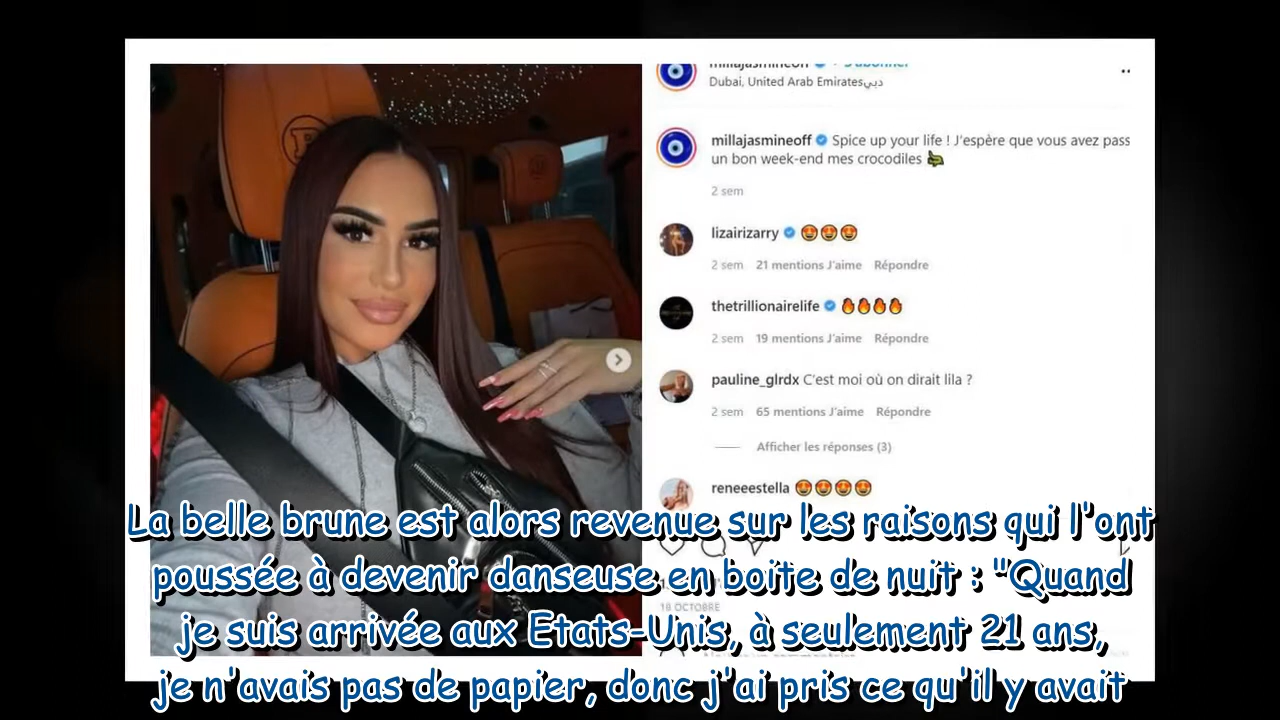 millajasmineoff · S'abonner
Dubai, United Arab Emiratesدبي
millajasmineoff Spice up your life ! J'espère que vous avez pass
un bon week-end mes crocodiles 🐊
2 sem
lizairizarry 🤩🤩🤩
2 sem 21 mentions J'aime Répondre
thetrillionairelife 🔥🔥🔥🔥
2 sem 19 mentions J'aime Répondre
pauline_glrdx C'est moi où on dirait lila ?
2 sem 65 mentions J'aime Répondre
Afficher les réponses (3)
reneeestella 😍😍😍😍
La belle brune est alors revenue sur les raisons qui l'ont
poussée à devenir danseuse en boite de nuit : "Quand
18 OCTOBRE
je suis arrivée aux Etats-Unis, à seulement 21 ans,
je n'avais pas de papier, donc j'ai pris ce qu'il y avait